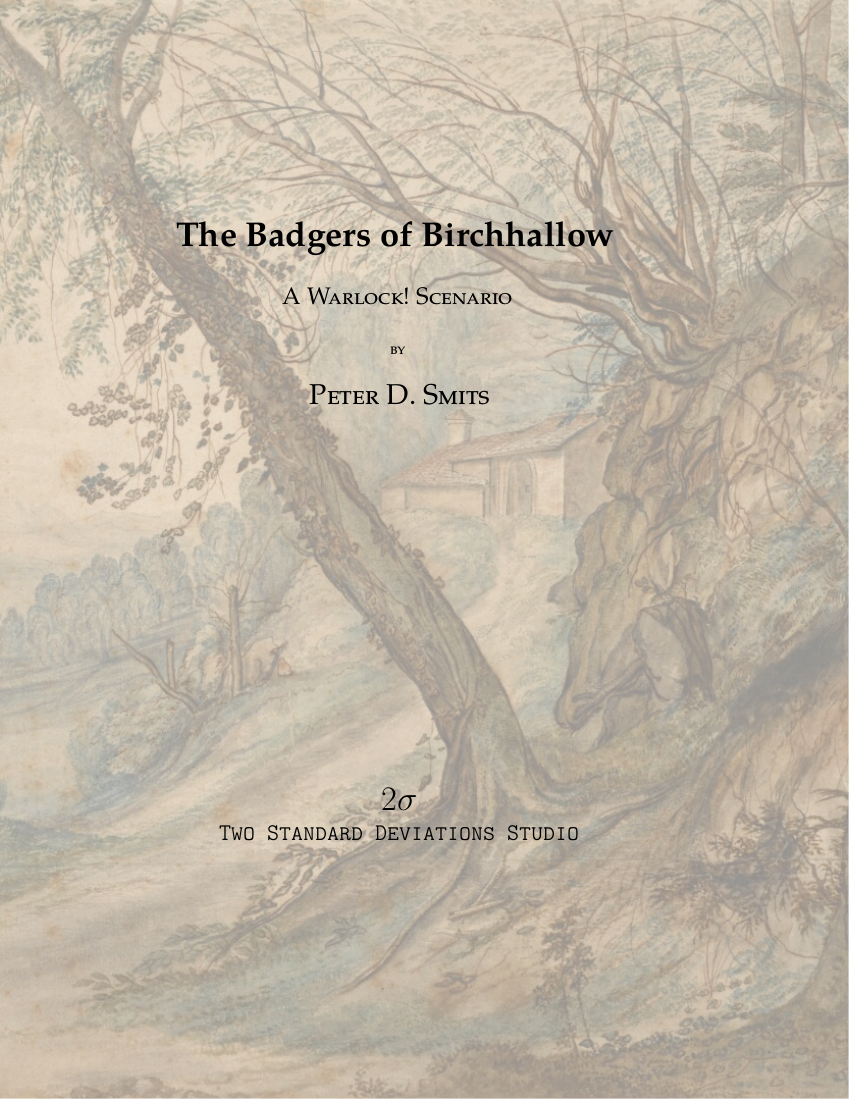 The Badgers of Birchhallow
A Warlock! Scenario
by
Peter D. Smits
2σ
Two Standard Deviations Studio